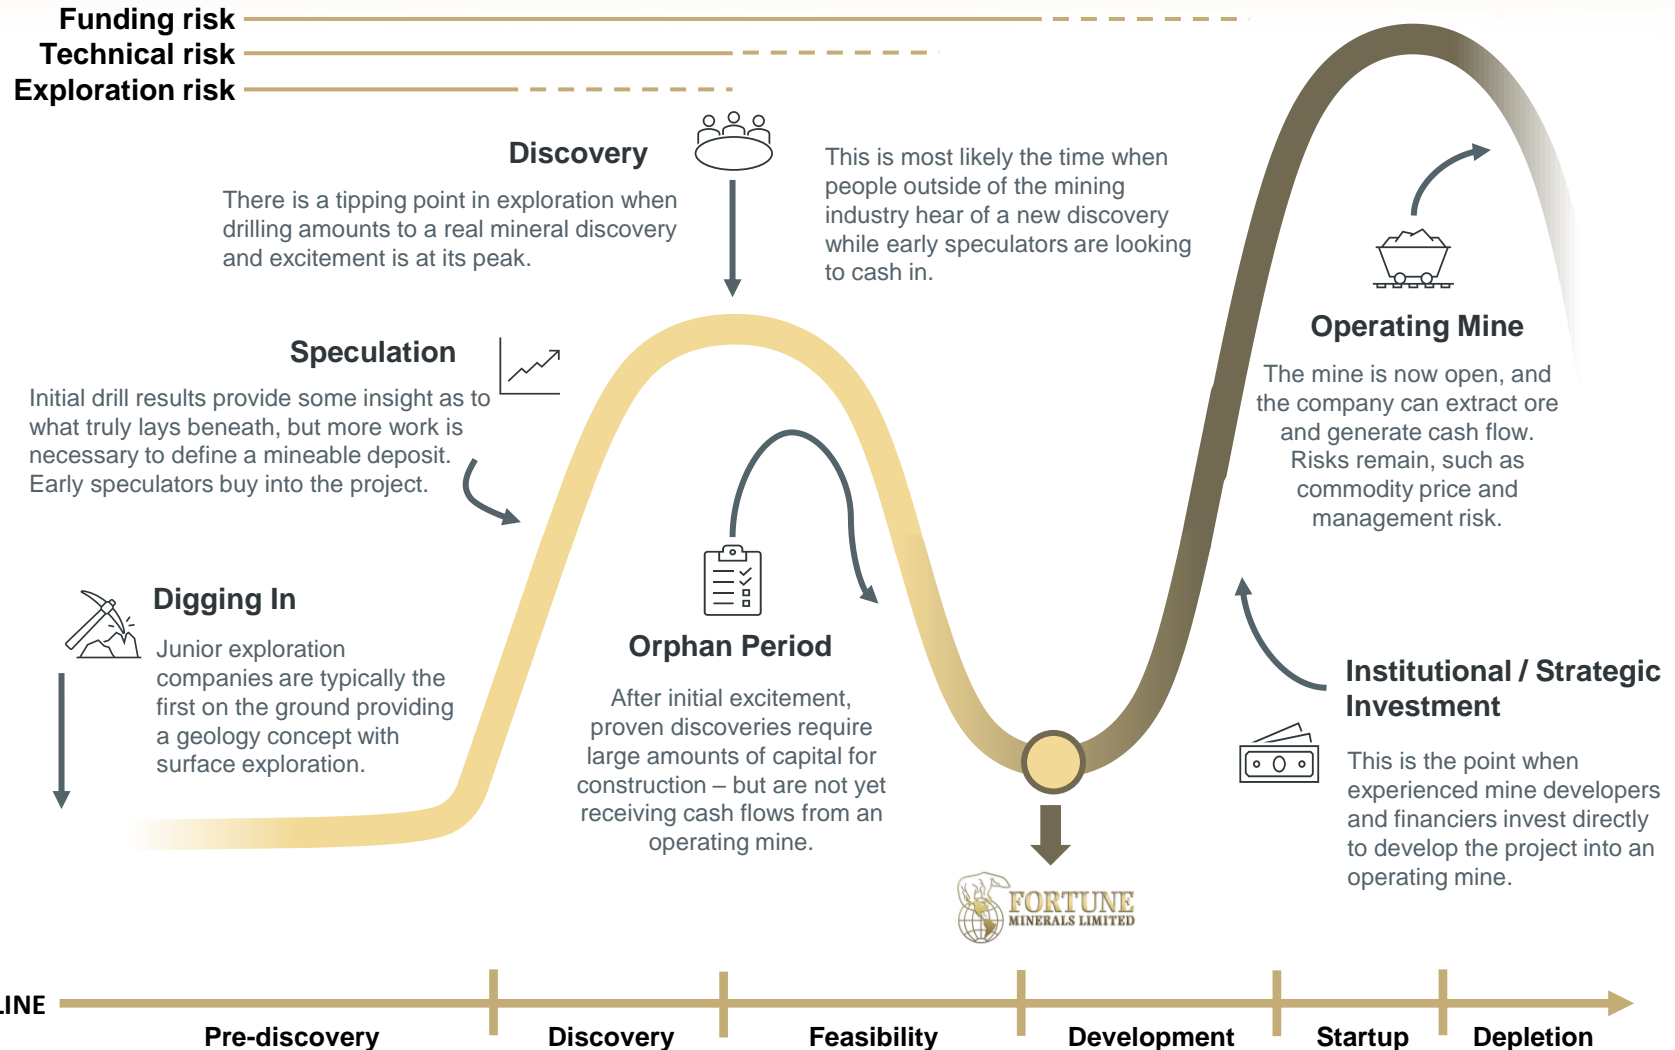 Funding risk
Technical risk
Exploration risk
Discovery
There is a tipping point in exploration when
drilling amounts to a real mineral discovery
and excitement is at its peak.
This is most likely the time when
people outside of the mining
industry hear of a new discovery
while early speculators are looking
to cash in.
Speculation
Initial drill results provide some insight as to
what truly lays beneath, but more work is
necessary to define a mineable deposit.
Early speculators buy into the project.
Operating Mine
The mine is now open, and
the company can extract ore
and generate cash flow.
Risks remain, such as
commodity price and
management risk.
Digging In
Junior exploration
companies are typically the
first on the ground providing
a geology concept with
surface exploration.
Orphan Period
After initial excitement,
proven discoveries require
large amounts of capital for
construction – but are not yet
receiving cash flows from an
operating mine.
Institutional / Strategic
Investment
This is the point when
experienced mine developers
and financiers invest directly
to develop the project into an
operating mine.
FORTUNE
MINERALS LIMITED
LINE
Pre-discovery
Discovery
Feasibility
Development
Startup
Depletion